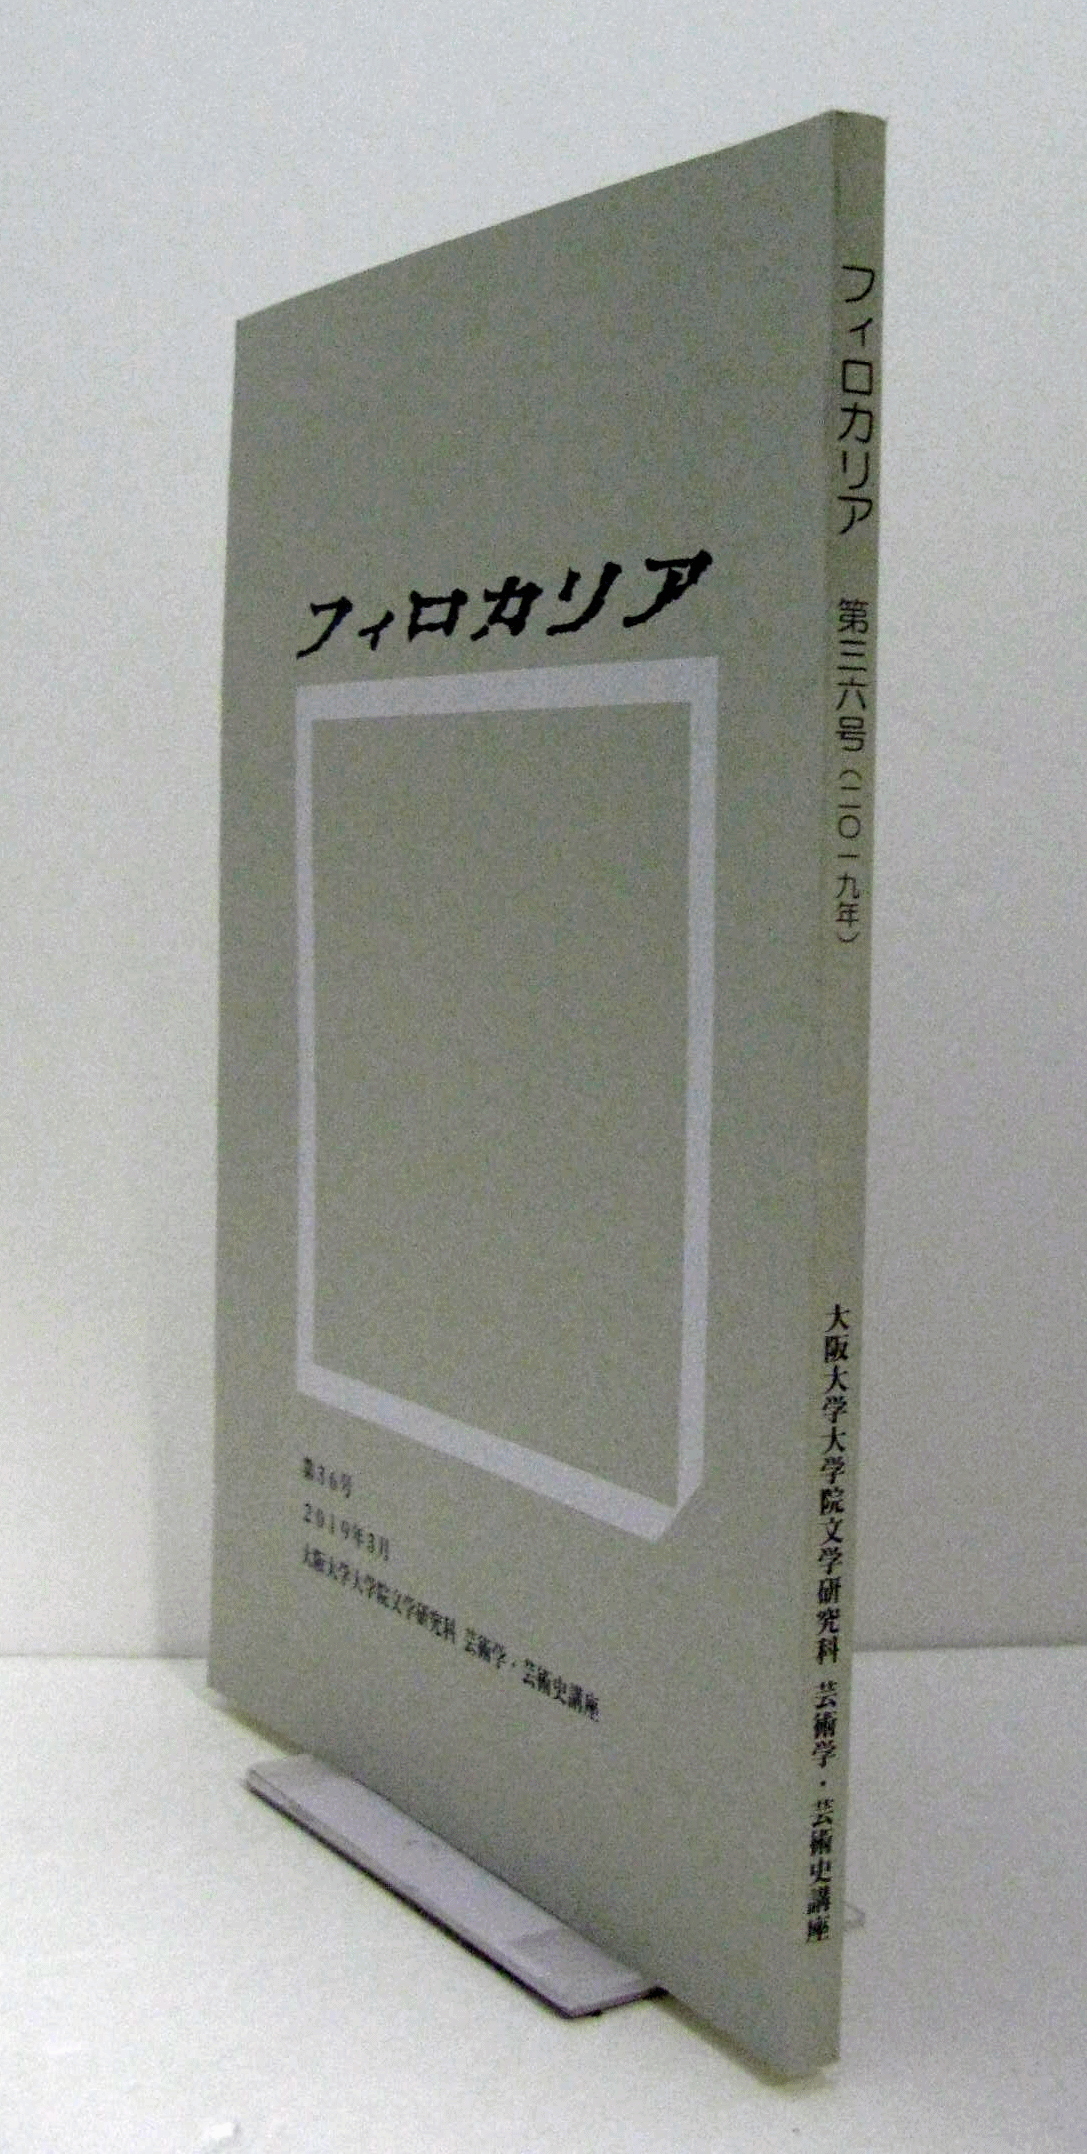 フィロカリア
第36号
2019年3月
大阪大学大学院文学研究科 芸術学・芸術史講座
フィロカリア 第三六号（二〇一九年） 大阪大学大学院文学研究科 芸術学・芸術史講座